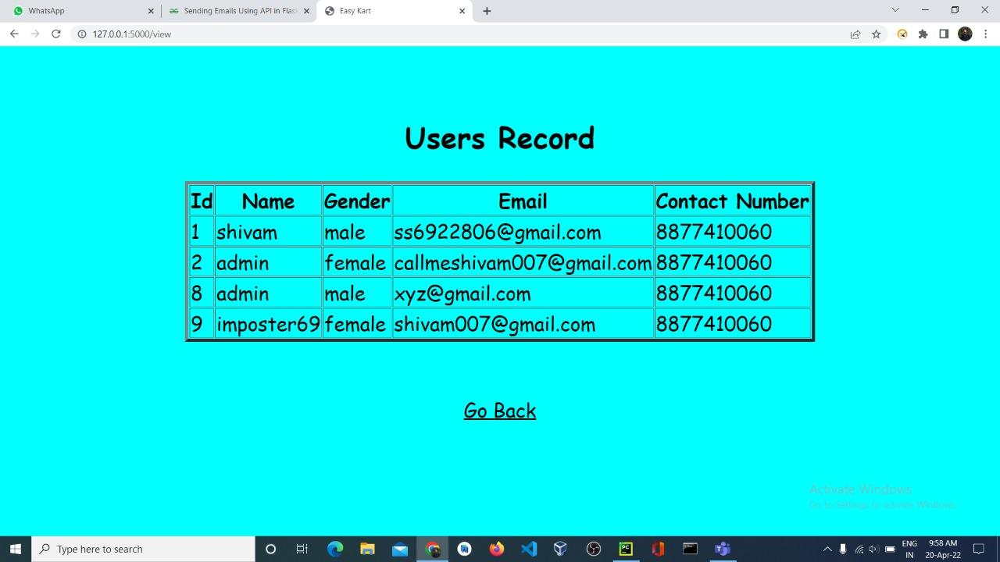 WhatsApp
Sending Emails Using API in Flas
Easy Kart
127.0.0.1:5000/view
Users Record
Id Name Gender Email Contact Number
1 shivam male ss6922806@gmail.com 8877410060
2 admin female callmeshivam007@gmail.com 8877410060
8 admin male xyz@gmail.com 8877410060
9 imposter69 female shivam007@gmail.com 8877410060
Go Back
Activate Windows
Go to Settings to activate Windows.
Type here to search
PC
ENG
IN
9:58 AM
20-Apr-22